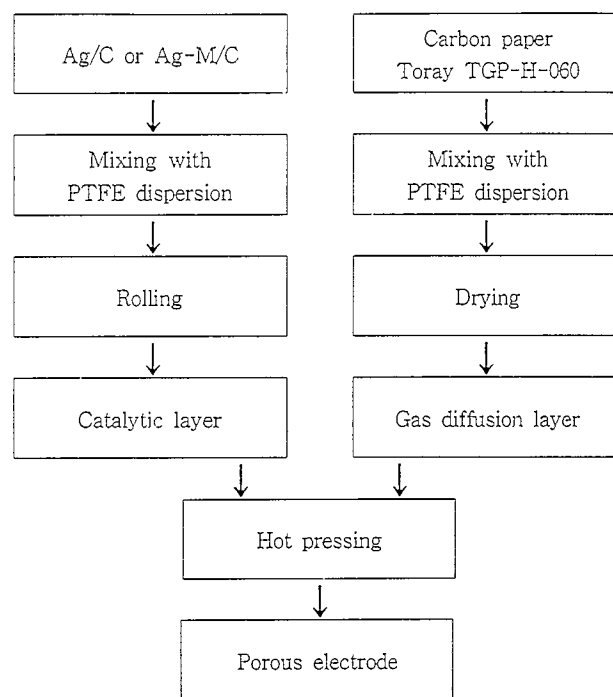 Ag/C or Ag-M/C
Mixing with
PTFE dispersion
Rolling
Catalytic layer
Carbon paper
Toray TGP-H-060
Mixing with
PTFE dispersion
Drying
Gas diffusion layer
Hot pressing
Porous electrode